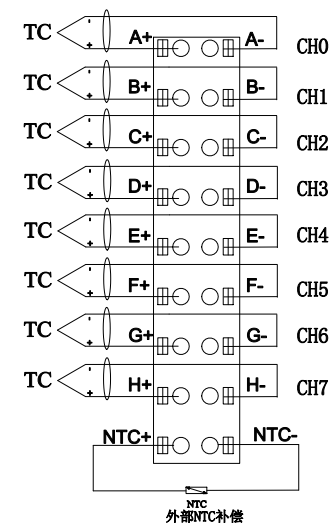 TC - + A+ A- CH0
TC - + B+ B- CH1
TC - + C+ C- CH2
TC - + D+ D- CH3
TC - + E+ E- CH4
TC - + F+ F- CH5
TC - + G+ G- CH6
TC - + H+ H- CH7
NTC+ NTC-
NTC
外部NTC补偿